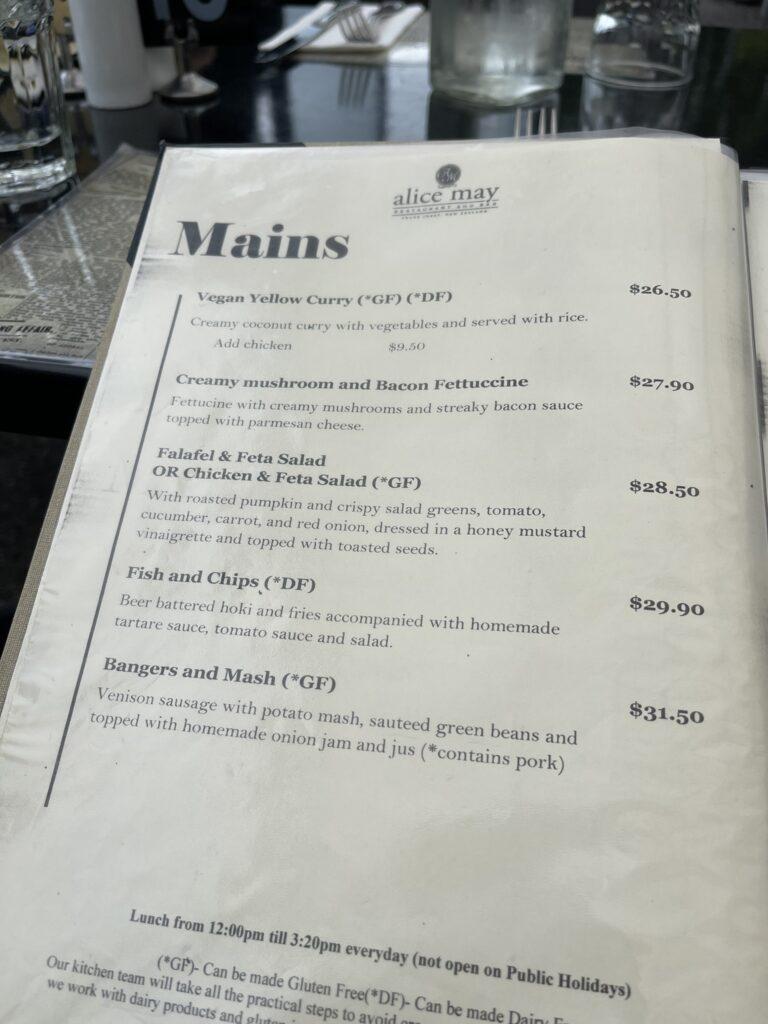 alice may
RESTAURANT AND BAR
Mains
Vegan Yellow Curry (*GF) (*DF) $26.50
Creamy coconut curry with vegetables and served with rice.
Add chicken $9.50
Creamy mushroom and Bacon Fettuccine $27.90
Fettucine with creamy mushrooms and streaky bacon sauce
topped with parmesan cheese.
Falafel & Feta Salad
OR Chicken & Feta Salad (*GF) $28.50
With roasted pumpkin and crispy salad greens, tomato,
cucumber, carrot, and red onion, dressed in a honey mustard
vinaigrette and topped with toasted seeds.
Fish and Chips (*DF) $29.90
Beer battered hoki and fries accompanied with homemade
tartare sauce, tomato sauce and salad.
Bangers and Mash (*GF) $31.50
Venison sausage with potato mash, sauteed green beans and
topped with homemade onion jam and jus (*contains pork)
Lunch from 12:00pm till 3:20pm everyday (not open on Public Holidays)
(*GF)- Can be made Gluten Free(*DF)- Can be made Dairy
Our kitchen team will take all the practical steps to avoid
we work with dairy products and
AFFAIR.